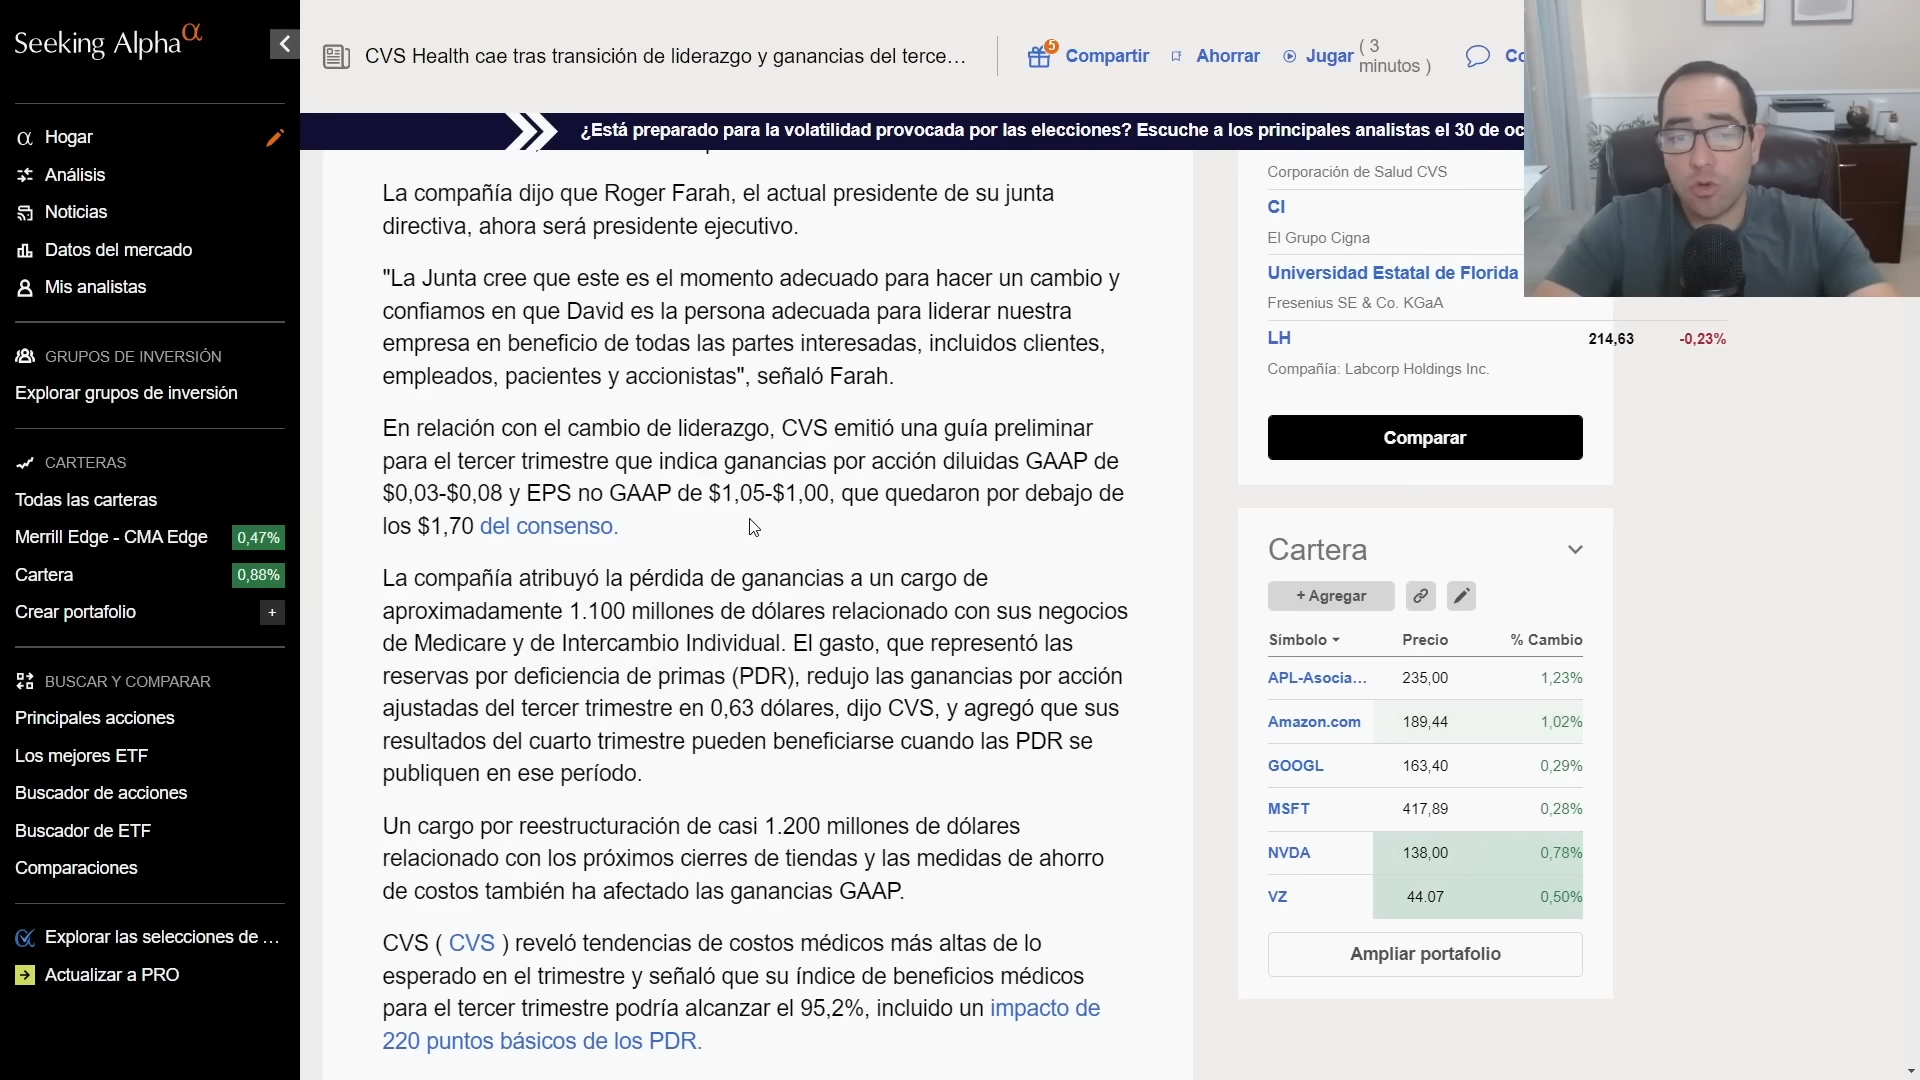 Seeking Alpha α
CVS Health cae tras transición de liderazgo y ganancias del terce…
5
Compartir
Ahorrar
Jugar
( 3
minutos )
¿Está preparado para la volatilidad provocada por las elecciones? Escuche a los principales analistas el 30 de oc
Hogar
Análisis
Noticias
Datos del mercado
Mis analistas
GRUPOS DE INVERSIÓN
Explorar grupos de inversión
CARTERAS
Todas las carteras
Merrill Edge - CMA Edge 0,47%
Cartera 0,88%
Crear portafolio +
BUSCAR Y COMPARAR
Principales acciones
Los mejores ETF
Buscador de acciones
Buscador de ETF
Comparaciones
Explorar las selecciones de …
Actualizar a PRO
La compañía dijo que Roger Farah, el actual presidente de su junta
directiva, ahora será presidente ejecutivo.
"La Junta cree que este es el momento adecuado para hacer un cambio y
confiamos en que David es la persona adecuada para liderar nuestra
empresa en beneficio de todas las partes interesadas, incluidos clientes,
empleados, pacientes y accionistas", señaló Farah.
En relación con el cambio de liderazgo, CVS emitió una guía preliminar
para el tercer trimestre que indica ganancias por acción diluidas GAAP de
$0,03-$0,08 y EPS no GAAP de $1,05-$1,00, que quedaron por debajo de
los $1,70 del consenso.
La compañía atribuyó la pérdida de ganancias a un cargo de
aproximadamente 1.100 millones de dólares relacionado con sus negocios
de Medicare y de Intercambio Individual. El gasto, que representó las
reservas por deficiencia de primas (PDR), redujo las ganancias por acción
ajustadas del tercer trimestre en 0,63 dólares, dijo CVS, y agregó que sus
resultados del cuarto trimestre pueden beneficiarse cuando las PDR se
publiquen en ese período.
Un cargo por reestructuración de casi 1.200 millones de dólares
relacionado con los próximos cierres de tiendas y las medidas de ahorro
de costos también ha afectado las ganancias GAAP.
CVS ( CVS ) reveló tendencias de costos médicos más altas de lo
esperado en el trimestre y señaló que su índice de beneficios médicos
para el tercer trimestre podría alcanzar el 95,2%, incluido un impacto de
220 puntos básicos de los PDR.
Corporación de Salud CVS
CI
El Grupo Cigna
Universidad Estatal de Florida
Fresenius SE & Co. KGaA
LH 214,63 -0,23%
Compañía: Labcorp Holdings Inc.
Comparar
Cartera
+ Agregar
Símbolo Precio % Cambio
APL-Asocia… 235,00 1,23%
Amazon.com 189,44 1,02%
GOOGL 163,40 0,29%
MSFT 417,89 0,28%
NVDA 138,00 0,78%
VZ 44.07 0,50%
Ampliar portafolio